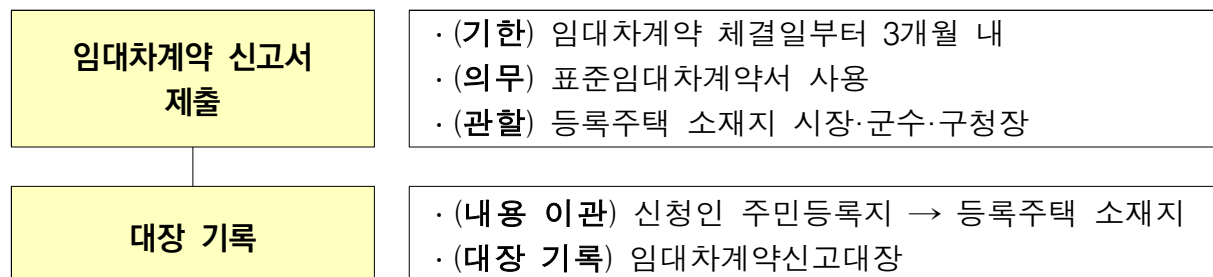 임대차계약 신고서
제출
· (기한) 임대차계약 체결일부터 3개월 내
· (의무) 표준임대차계약서 사용
· (관할) 등록주택 소재지 시장·군수·구청장
대장 기록
· (내용 이관) 신청인 주민등록지 → 등록주택 소재지
· (대장 기록) 임대차계약신고대장